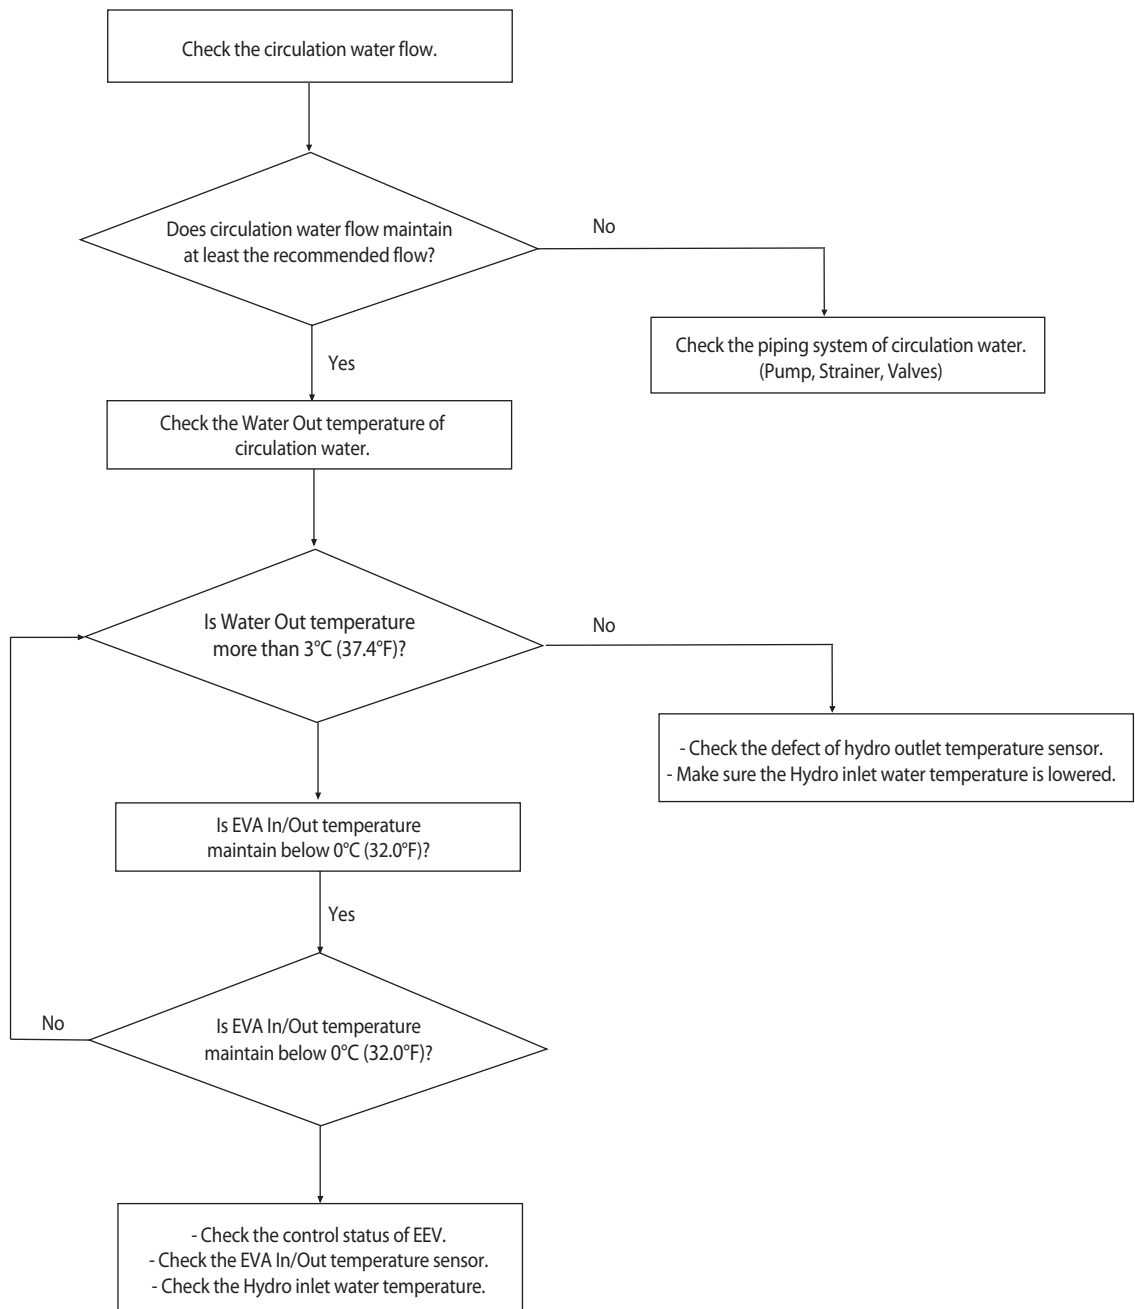 Check the circulation water flow.
Does circulation water flow maintain
at least the recommended flow?
No
Yes
Check the piping system of circulation water.
(Pump, Strainer, Valves)
Check the Water Out temperature of
circulation water.
Is Water Out temperature
more than 3°C (37.4°F)?
No
- Check the defect of hydro outlet temperature sensor.
- Make sure the Hydro inlet water temperature is lowered.
Is EVA In/Out temperature
maintain below 0°C (32.0°F)?
Yes
No
Is EVA In/Out temperature
maintain below 0°C (32.0°F)?
- Check the control status of EEV.
- Check the EVA In/Out temperature sensor.
- Check the Hydro inlet water temperature.